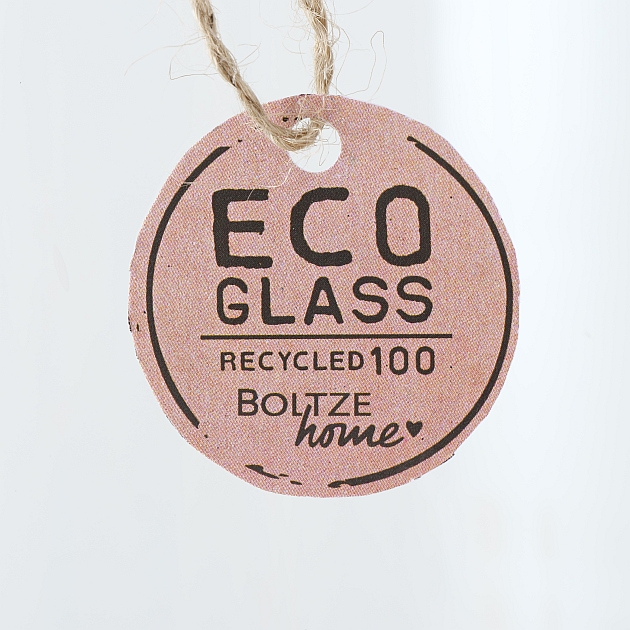 ECO
GLASS
RECYCLED 100
BOLTZE
home♥